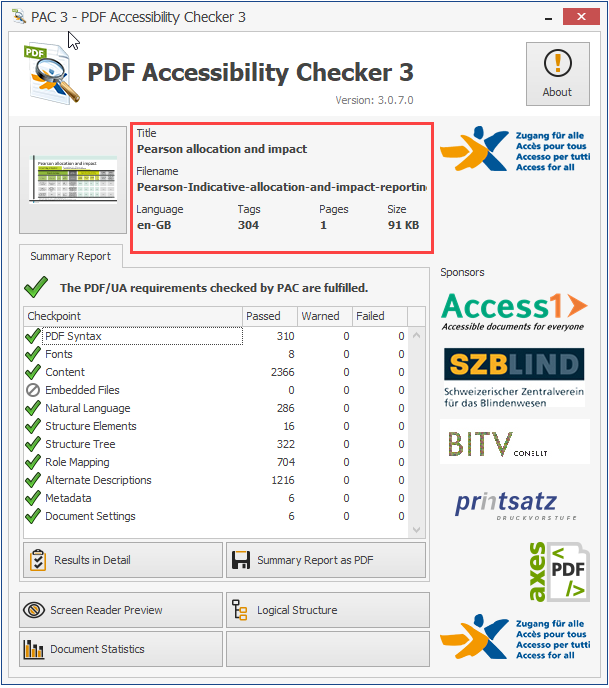 PAC 3 - PDF Accessibility Checker 3
PDF
PDF Accessibility Checker 3
Version: 3.0.7.0
About
Pearson allocation and impact
Title
Pearson allocation and impact
Filename
Pearson-Indicative-allocation-and-impact-reporting
Language Tags Pages Size
en-GB 304 1 91 KB
Zugang für alle
Accès pour tous
Accesso per tutti
Access for all
Summary Report
The PDF/UA requirements checked by PAC are fulfilled.
Checkpoint Passed Warned Failed
PDF Syntax 310 0 0
Fonts 8 0 0
Content 2366 0 0
Embedded Files 0 0 0
Natural Language 286 0 0
Structure Elements 16 0 0
Structure Tree 322 0 0
Role Mapping 704 0 0
Alternate Descriptions 1216 0 0
Metadata 6 0 0
Document Settings 6 0 0
Results in Detail
Summary Report as PDF
Screen Reader Preview
Logical Structure
Document Statistics
Sponsors
Access1
Accessible documents for everyone
SZBLIND
Schweizerischer Zentralverein
für das Blindenwesen
BITV CONSULT
printsatz
DRUCKVORSTUFE
axes
<PDF/>
Zugang für alle
Accès pour tous
Accesso per tutti
Access for all